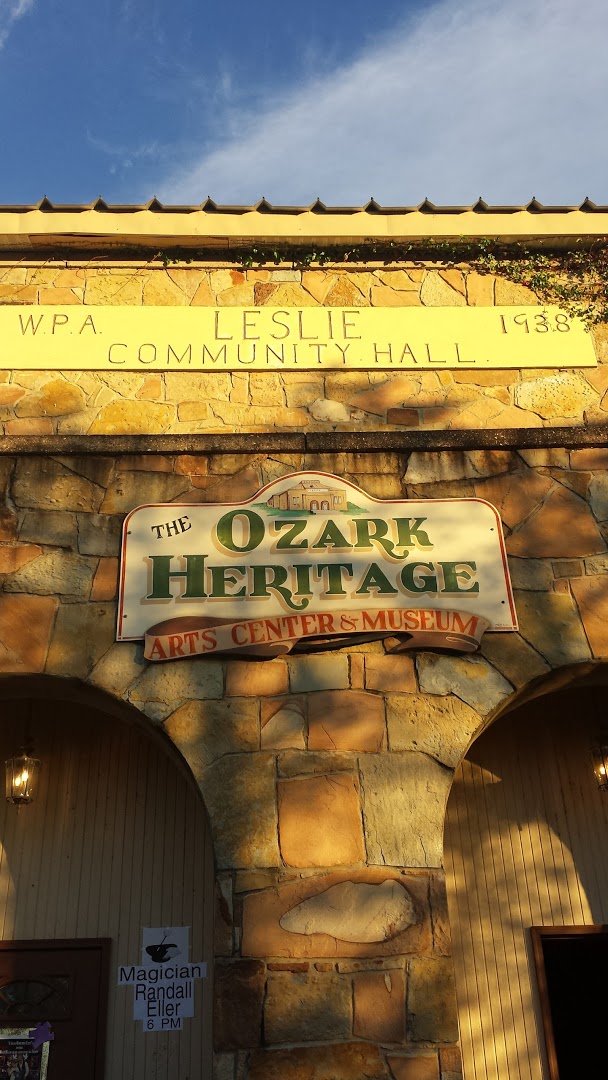 W.P.A. LESLIE 1938
COMMUNITY HALL.
THE OZARK
HERITAGE
ARTS CENTER & MUSEUM
Magician
Randall
Eller
6 PM